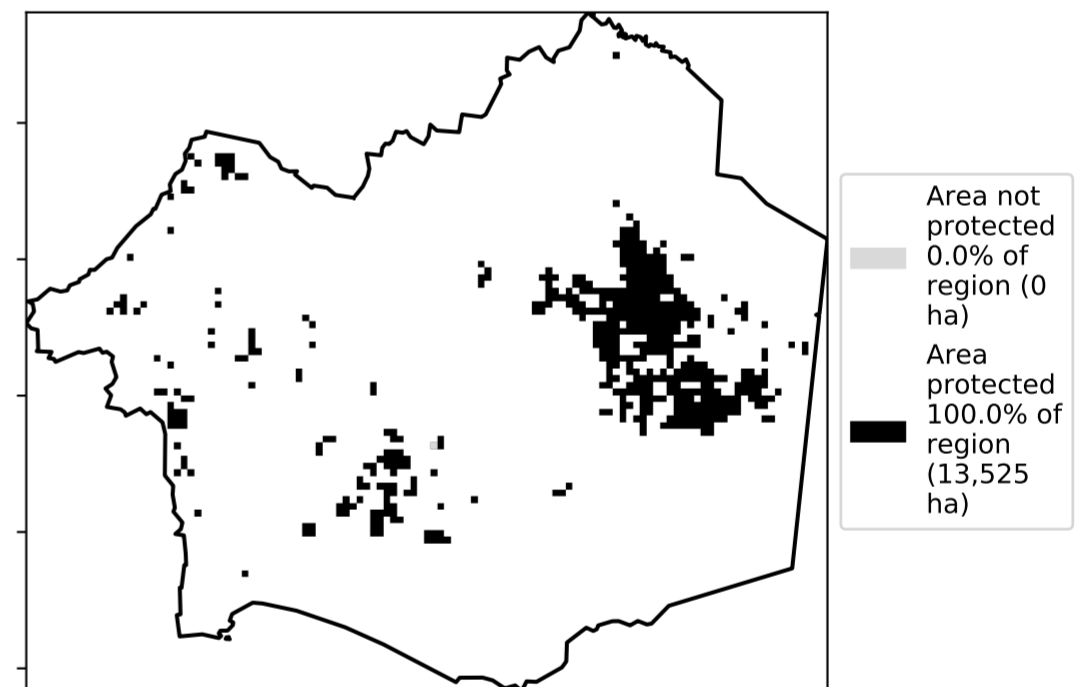 Area not
protected
0.0% of
region (0
ha)
Area
protected
100.0% of
region
(13,525
ha)